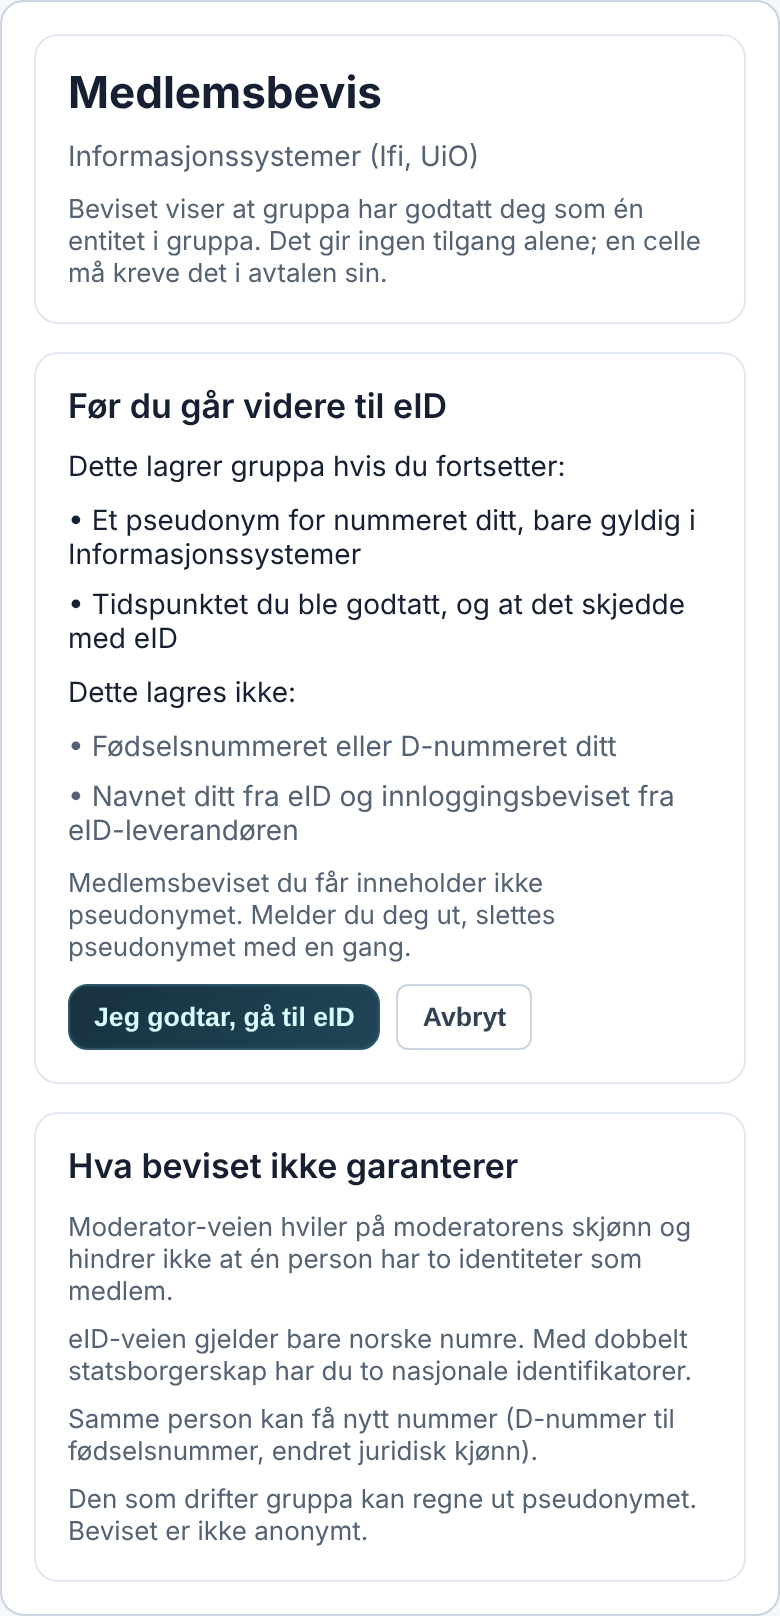 Medlemsbevis
Informasjonssystemer (Ifi, UiO)
Beviset viser at gruppa har godtatt deg som én
entitet i gruppa. Det gir ingen tilgang alene; en celle
må kreve det i avtalen sin.
Før du går videre til eID
Dette lagrer gruppa hvis du fortsetter:
• Et pseudonym for nummeret ditt, bare gyldig i
Informasjonssystemer
• Tidspunktet du ble godtatt, og at det skjedde
med eID
Dette lagres ikke:
• Fødselsnummeret eller D-nummeret ditt
• Navnet ditt fra eID og innloggingsbeviset fra
eID-leverandøren
Medlemsbeviset du får inneholder ikke
pseudonymet. Melder du deg ut, slettes
pseudonymet med en gang.
Jeg godtar, gå til eID
Avbryt
Hva beviset ikke garanterer
Moderator-veien hviler på moderatorens skjønn og
hindrer ikke at én person har to identiteter som
medlem.
eID-veien gjelder bare norske numre. Med dobbelt
statsborgerskap har du to nasjonale identifikatorer.
Samme person kan få nytt nummer (D-nummer til
fødselsnummer, endret juridisk kjønn).
Den som drifter gruppa kan regne ut pseudonymet.
Beviset er ikke anonymt.